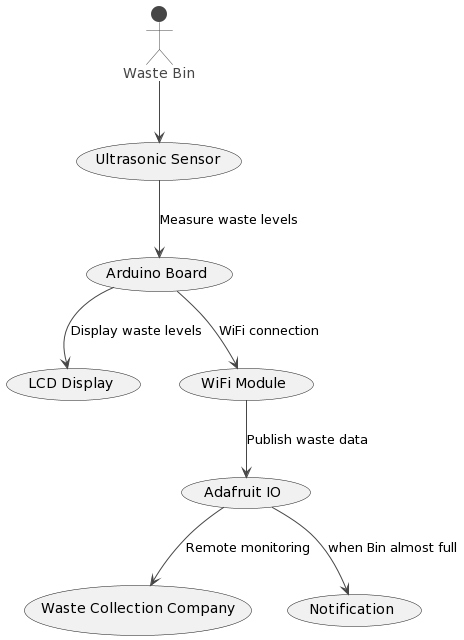 Waste Bin
Ultrasonic Sensor
Measure waste levels
Arduino Board
Display waste levels
WiFi connection
LCD Display
WiFi Module
Publish waste data
Adafruit IO
Remote monitoring
when Bin almost full
Waste Collection Company
Notification